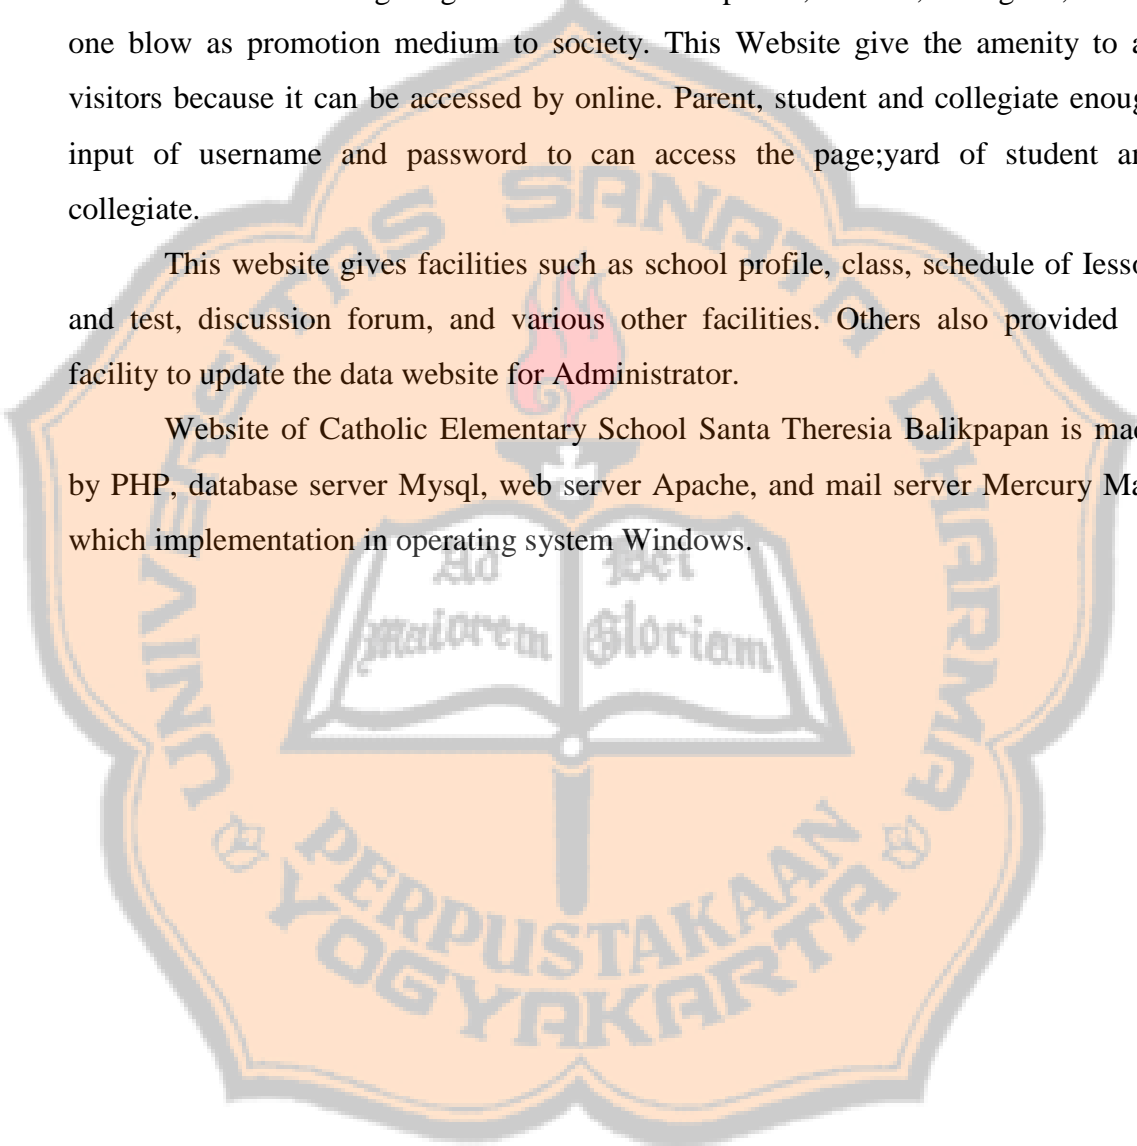 one blow as promotion medium to society. This Website give the amenity to
visitors because it can be accessed by online. Parent, student and collegiate
input of username and password to can access the page;yard of student
collegiate.
This website gives facilities such as school profile, class, schedule of
and test, discussion forum, and various other facilities. Others also provided
facility to update the data website for Administrator.
Website of Catholic Elementary School Santa Theresia Balikpapan is
by PHP, database server Mysql, web server Apache, and mail server Mercury
which implementation in operating system Windows.
UNIVERSITAS SANATA DHARMA
Ad Dei
maiorem Gloriam
PERPUSTAKAAN
YOGYAKARTA